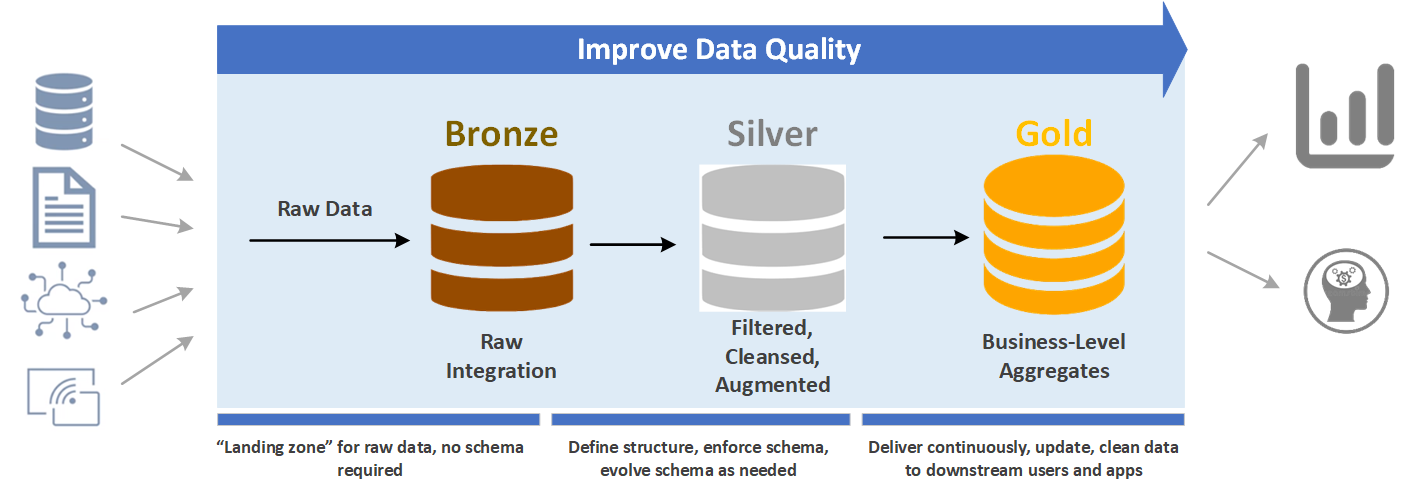 Improve Data Quality
Bronze
Silver
Gold
Raw Data
Raw
Integration
Filtered,
Cleansed,
Augmented
Business-Level
Aggregates
“Landing zone” for raw data, no schema
required
Define structure, enforce schema,
evolve schema as needed
Deliver continuously, update, clean data
to downstream users and apps